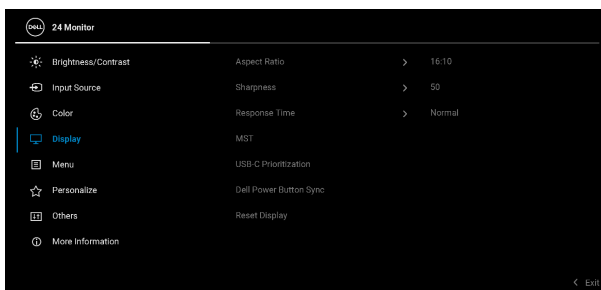 DELL 24 Monitor
Brightness/Contrast Aspect Ratio > 16:10
Input Source Sharpness > 50
Color Response Time > Normal
Display MST
Menu USB-C Prioritization
Personalize Dell Power Button Sync
Others Reset Display
More Information
< Exit